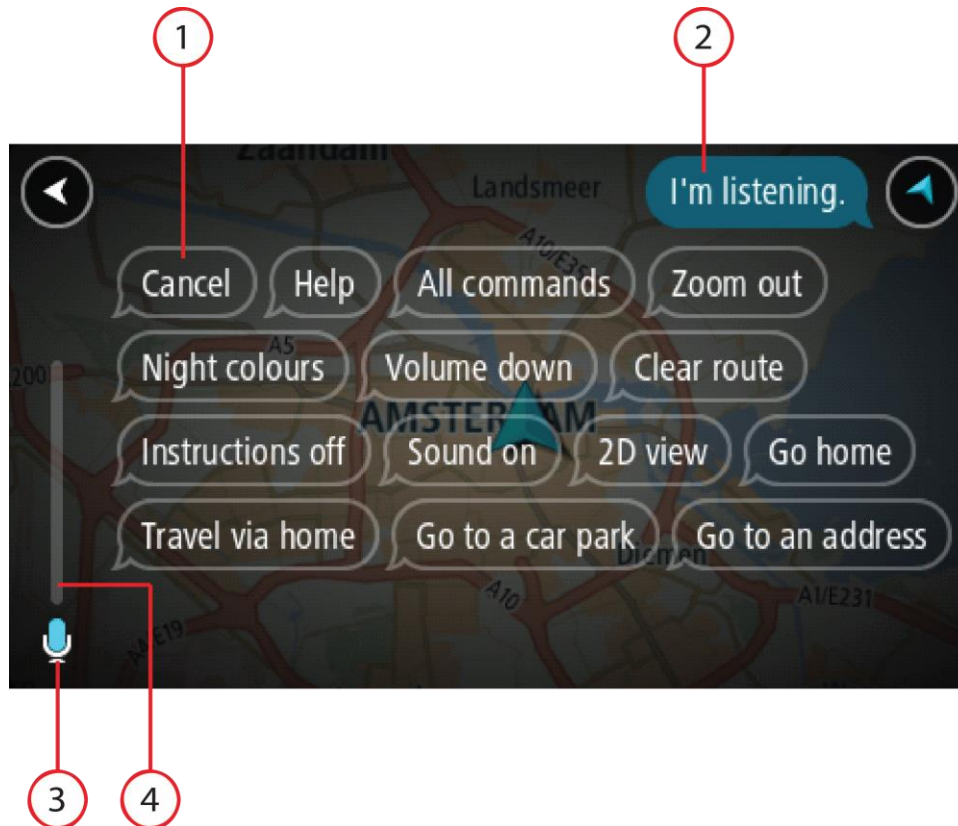 1 2
Zaandam
Landsmeer
I'm listening.
A10/E35
Cancel Help All commands Zoom out
A5
200
Night colours Volume down Clear route
AMSTERDAM
Instructions off Sound on 2D view Go home
Travel via home Go to a car park Go to an address
Diemen
A10
A1/E231
A4/E19
3 4